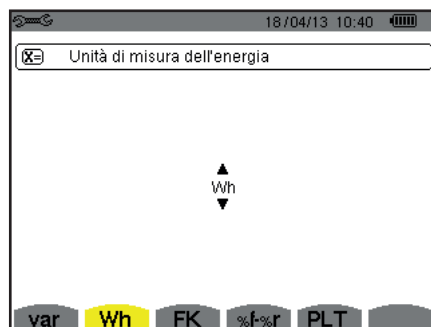 18/04/13 10:40
X= Unità di misura dell'energia
Wh
var Wh FK %f-%r PLT